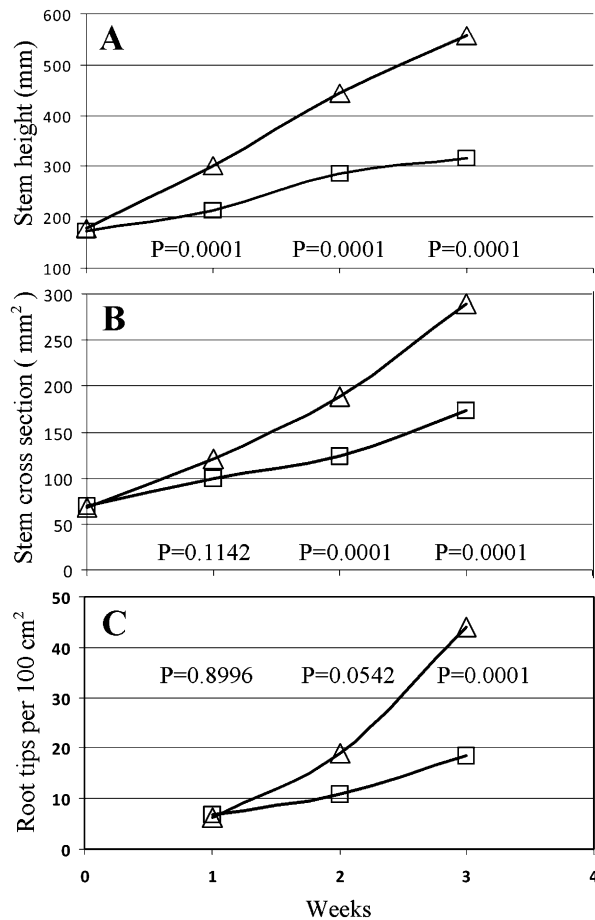 A
Stem height (mm)
600
500
400
300
200
100
P=0.0001 P=0.0001 P=0.0001
B
Stem cross section ( mm²)
300
250
200
150
100
50
0
P=0.1142 P=0.0001 P=0.0001
C
Root tips per 100 cm²
50
40
30
20
10
0
P=0.8996 P=0.0542 P=0.0001
0 1 2 3 4
Weeks